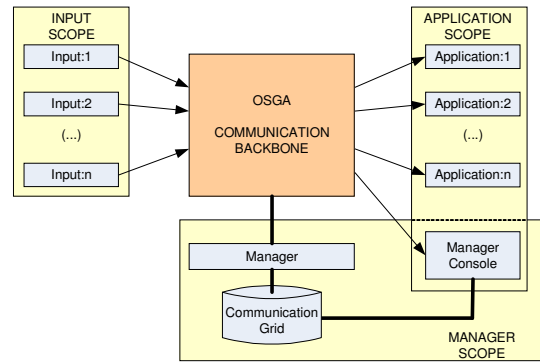 INPUT
SCOPE
Input:1
Input:2
(...)
Input:n
OSGA
COMMUNICATION
BACKBONE
APPLICATION
SCOPE
Application:1
Application:2
(...)
Application:n
Manager
Console
Manager
Communication
Grid
MANAGER
SCOPE